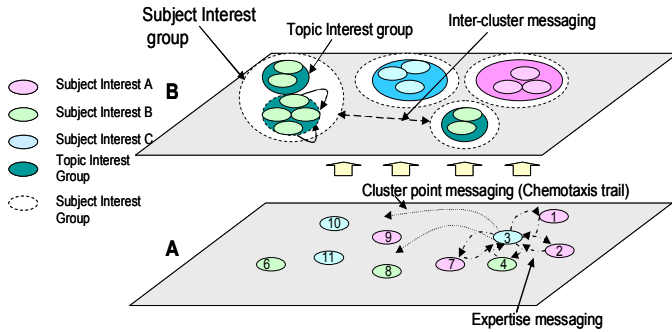 Subject Interest
group
Topic Interest group
Inter-cluster messaging
Subject Interest A
Subject Interest B
Subject Interest C
Topic Interest
Group
Subject Interest
Group
B
Cluster point messaging (Chemotaxis trail)
A
1
10
9
3
2
11
6
8
7
4
Expertise messaging